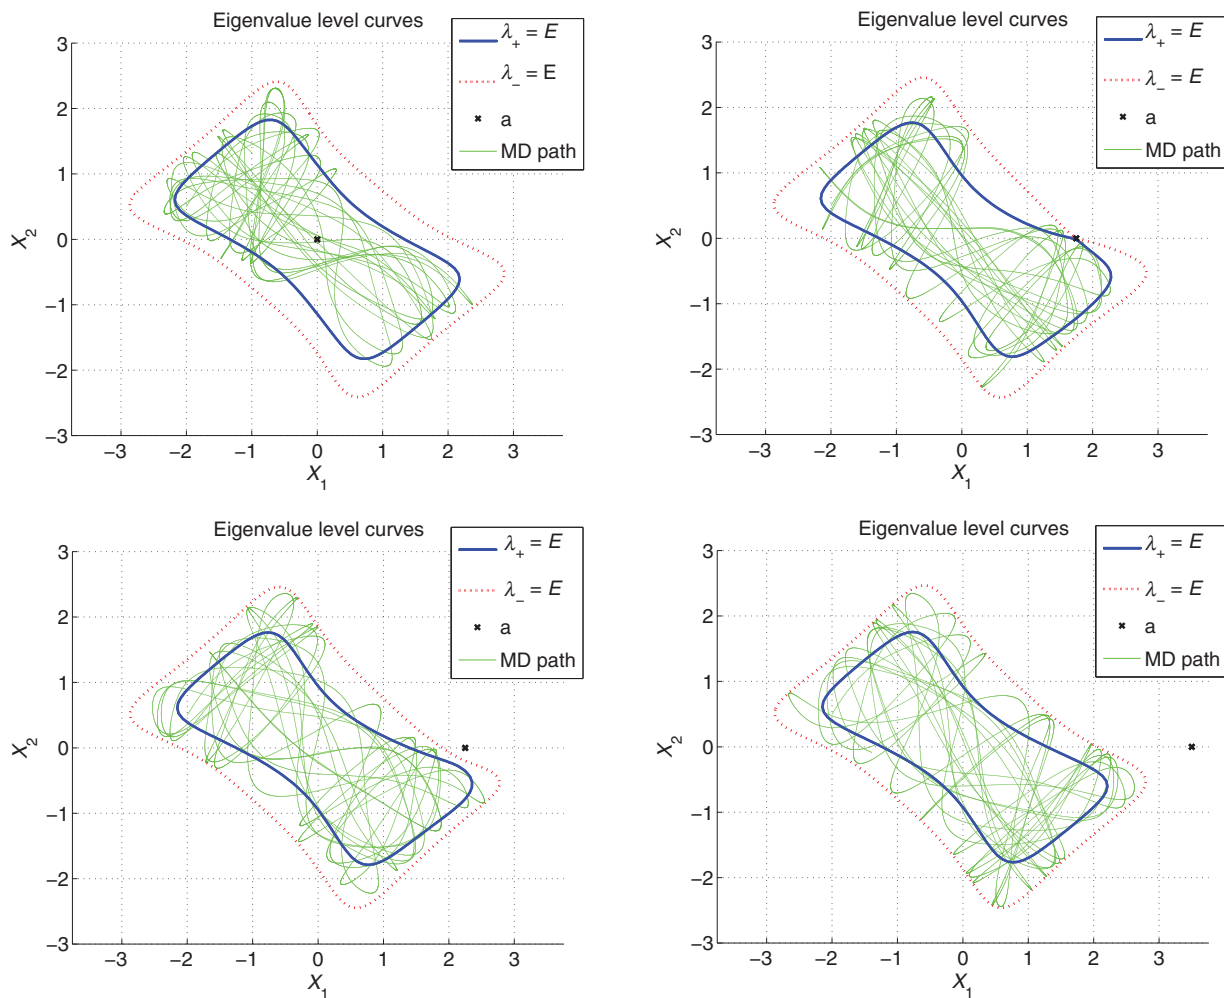 Eigenvalue level curves
λ+ = E
λ− = E
a
MD path
3
2
1
0
−1
−2
−3
X2
−3 −2 −1 0 1 2 3
X1
Eigenvalue level curves
λ+ = E
λ− = E
a
MD path
3
2
1
0
−1
−2
−3
X2
−3 −2 −1 0 1 2 3
X1
Eigenvalue level curves
λ+ = E
λ− = E
a
MD path
3
2
1
0
−1
−2
−3
X2
−3 −2 −1 0 1 2 3
X1
Eigenvalue level curves
λ+ = E
λ− = E
a
MD path
3
2
1
0
−1
−2
−3
X2
−3 −2 −1 0 1 2 3
X1